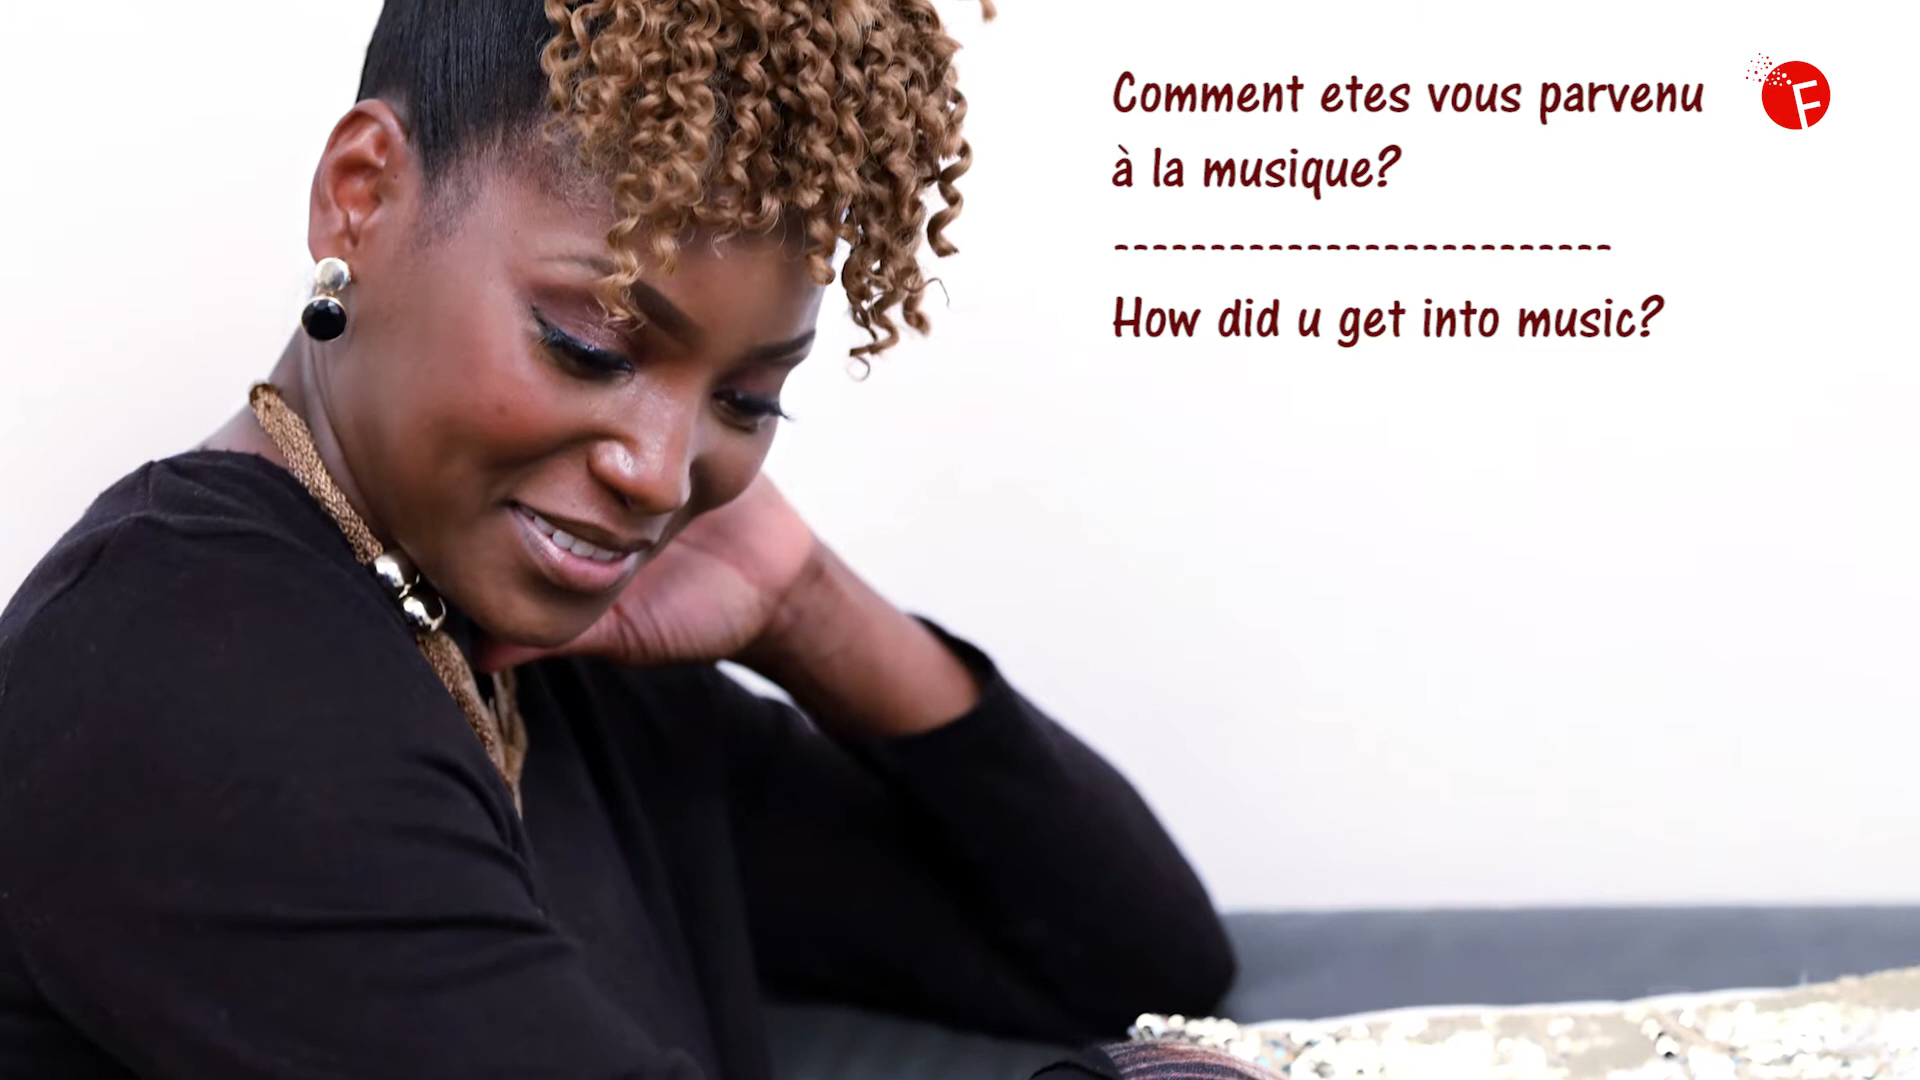 Comment etes vous parvenu
à la musique?
--------------------------
How did u get into music?
F